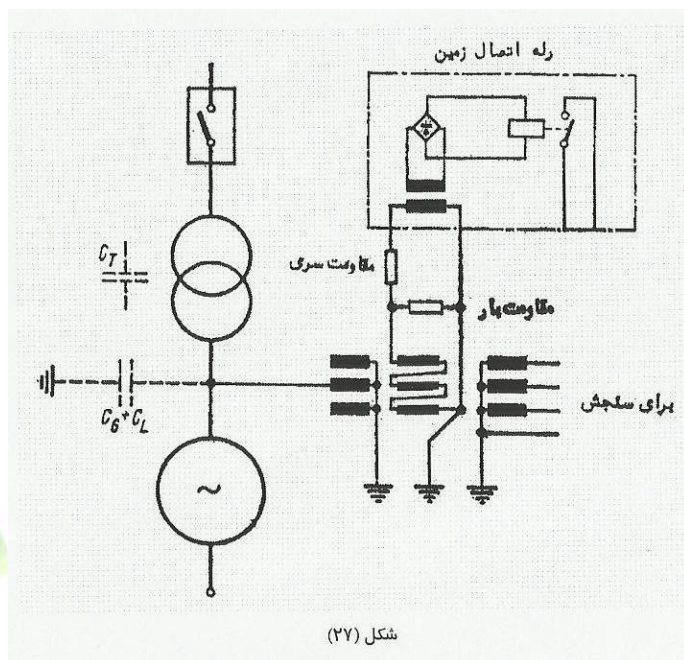 رله اتصال زمین
C_T
مقاومت سری
مقاومت بار
C_G + C_L
برای سنجش
~
شکل (۲۷)